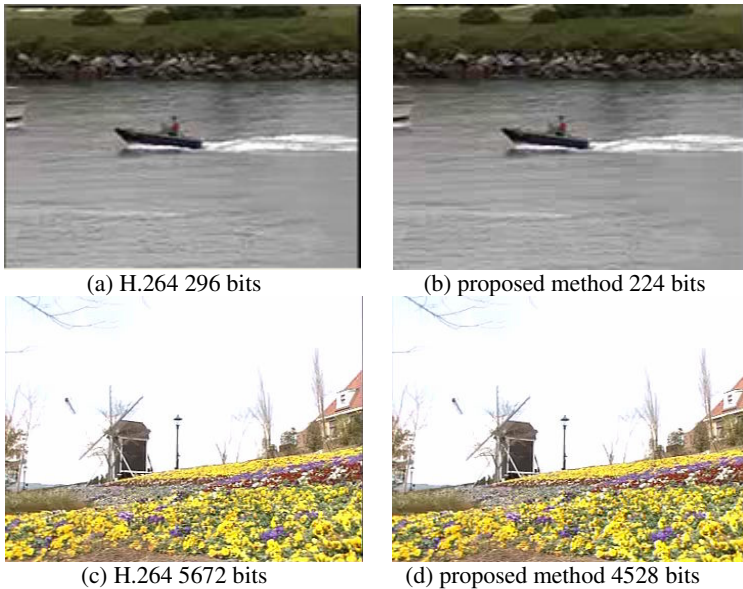 (a) H.264 296 bits
(b) proposed method 224 bits
(c) H.264 5672 bits
(d) proposed method 4528 bits